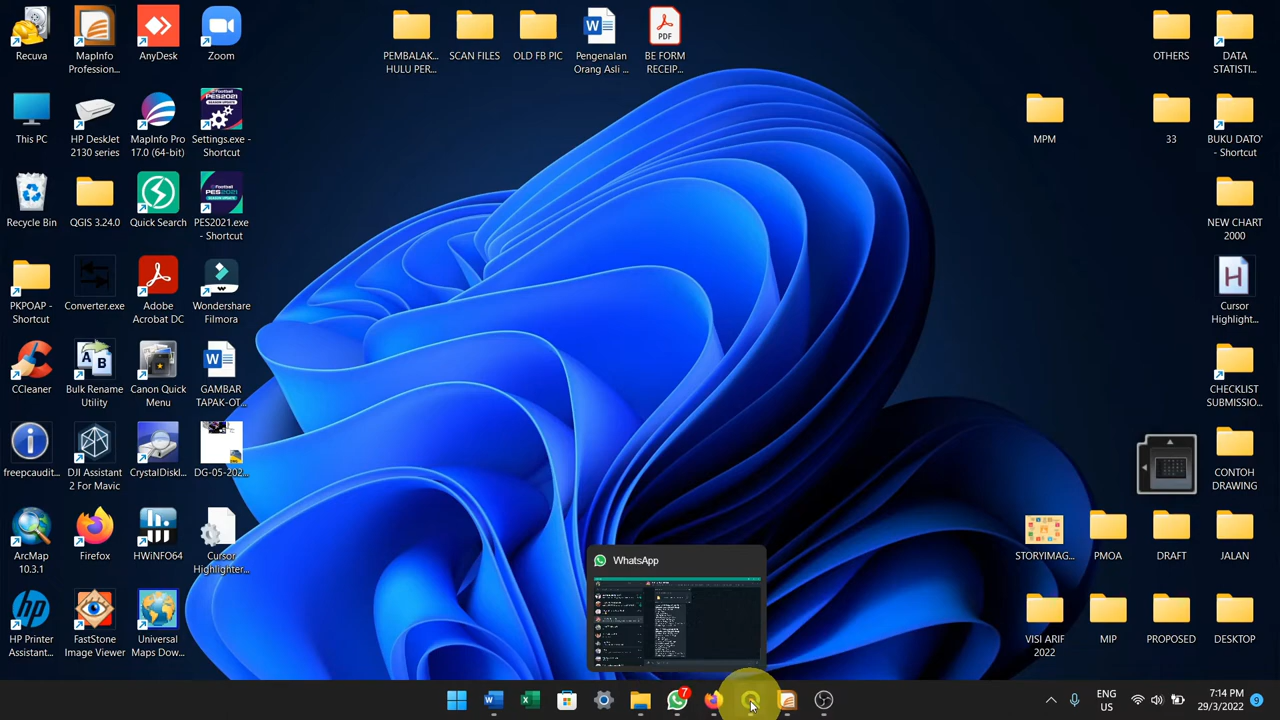 Recuva
MapInfo
Profession...
AnyDesk
Zoom
PEMBALAK...
HULU PER...
SCAN FILES
OLD FB PIC
Pengenalan
Orang Asli ...
PDF
BE FORM
RECEIP...
OTHERS
DATA
STATISTI...
This PC
HP DeskJet
2130 series
MapInfo Pro
17.0 (64-bit)
Settings.exe -
Shortcut
MPM
33
BUKU DATO'
- Shortcut
Recycle Bin
QGIS 3.24.0
Quick Search
PES2021.exe
- Shortcut
NEW CHART
2000
PKPOAP -
Shortcut
Converter.exe
Adobe
Acrobat DC
Wondershare
Filmora
Cursor
Highlight...
CCleaner
Bulk Rename
Utility
Canon Quick
Menu
GAMBAR
TAPAK-OT...
CHECKLIST
SUBMISSIO...
freepcaudit...
DJI Assistant
2 For Mavic
CrystalDiskI...
DG-05-202...
CONTOH
DRAWING
ArcMap
10.3.1
Firefox
HWiNFO64
Cursor
Highlighter...
STORYIMAG...
PMOA
DRAFT
JALAN
HP Printer
Assistan...
FastStone
Image Viewer
Universal
Maps Dow...
WhatsApp
VISI ARIF
2022
PROPOSED
DESKTOP
7
ENG
US
7:14 PM
29/3/2022
9